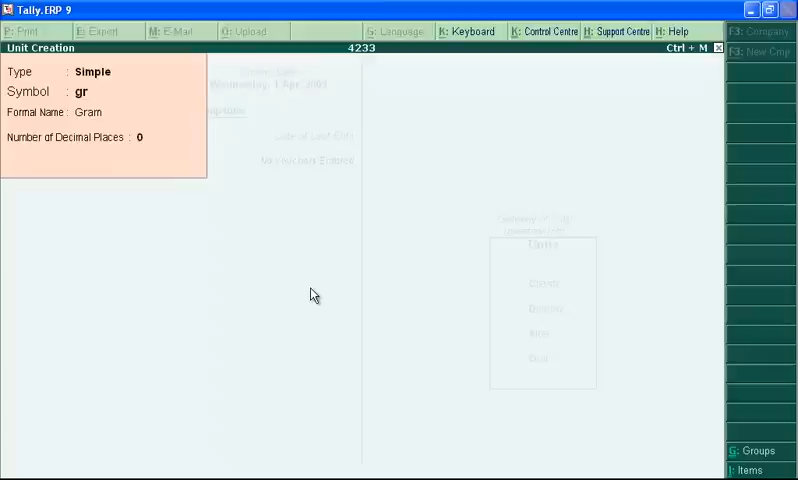 Tally.ERP 9
P: Print E: Export M: E-Mail O: Upload G: Language K: Keyboard K: Control Centre H: Support Centre H: Help F3: Company
Unit Creation 4233 Ctrl + M
F3: New Cmp
Type : Simple
Symbol : gr
Formal Name : Gram
Number of Decimal Places : 0
Wednesday, 1 Apr, 2009
Date of Last Entry
No Vouchers Entered
Units
Create
Display
Alter
Quit
G: Groups
I: Items